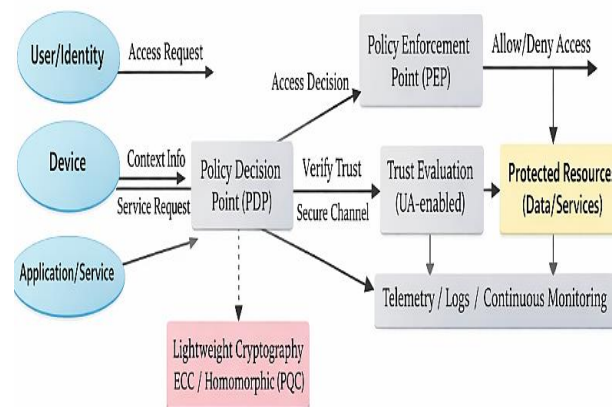 User/Identity
Access Request
Policy Enforcement
Point (PEP)
Allow/Deny Access
Access Decision
Device
Context Info
Service Request
Policy Decision
Point (PDP)
Verify Trust
Secure Channel
Trust Evaluation
(UA-enabled)
Protected Resources
(Data/Services)
Application/Service
Telemetry / Logs / Continuous Monitoring
Lightweight Cryptography
ECC / Homomorphic (PQC)